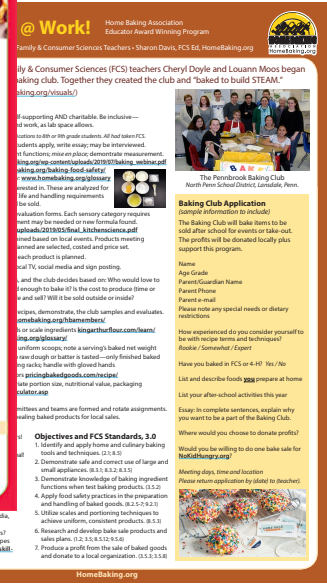 @ Work!
Home Baking Association
Educator Award Winning Program
HOME BAKING
ASSOCIATION
HomeBaking.org
Family & Consumer Sciences Teachers • Sharon Davis, FCS Ed, HomeBaking.org
ily & Consumer Sciences (FCS) teachers Cheryl Doyle and Louann Moos began
aking club. Together they created the club and “baked to build STEAM.”
aking.org/visuals/)
lf-supporting AND charitable. Be inclusive—
d work, as lab space allows.
cations to 8th or 9th grade students. All had taken FCS.
udents apply, write essay; may be interviewed.
nt functions; mise en place; demonstrate measurement.
king.org/wp-content/uploads/2019/07/baking_webinar.pdf
g.org/baking-food-safety/
www.homebaking.org/glossary
erested in. These are analyzed for
life and handling requirements
l be sold.
valuation forms. Each sensory category requires
ment may be needed or new formula found.
uploads/2019/05/final_kitchenscience.pdf
ined based on local events. Products meeting
anned are selected, costed and price set.
each product is planned.
ocal TV, social media and sign posting.
, and the club decides based on: Who would love to
l enough to bake it? Is the cost to produce (time or
e and sell? Will it be sold outside or inside?
recipes, demonstrate, the club samples and evaluates.
omebaking.org/hbamembers/
ls or scale ingredients kingarthurflour.com/learn/
king.org/glossary
uniform scoops; note a serving's baked net weight
raw dough or batter is tasted—only finished baked
ng racks; handle with gloved hands
rs pricingbakedgoods.com/recipe/
riate portion size, nutritional value, packaging
culator.asp
mmittees and teams are formed and rotate assignments.
ealing baked products for local sales.
Objectives and FCS Standards, 3.0
1. Identify and apply home and culinary baking
tools and techniques. (2.1; 8.5)
2. Demonstrate safe and correct use of large and
small appliances. (8.3.1; 8.3.2; 8.3.5)
3. Demonstrate knowledge of baking ingredient
functions when test baking products. (3.5.2)
4. Apply food safety practices in the preparation
and handling of baked goods. (8.2.5-7; 9.2.1)
5. Utilize scales and portioning techniques to
achieve uniform, consistent products. (8.5.3)
6. Research and develop bake sale products and
sales plans. (1.2; 3.5; 8.5.12; 9.5.6)
7. Produce a profit from the sale of baked goods
and donate to a local organization. (3.5.3; 3.5.8)
The Pennbrook Baking Club
North Penn School District, Lansdale, Penn.
Baking Club Application
(sample information to include)
The Baking Club will bake items to be
sold after school for events or take-out.
The profits will be donated locally plus
support this program.
Name
Age Grade
Parent/Guardian Name
Parent Phone
Parent e-mail
Please note any special needs or dietary
restrictions
How experienced do you consider yourself to
be with recipe terms and techniques?
Rookie / Somewhat / Expert
Have you baked in FCS or 4-H? Yes / No
List and describe foods you prepare at home
List your after-school activities this year
Essay: In complete sentences, explain why
you want to be a part of the Baking Club.
Where would you choose to donate profits?
Would you be willing to do one bake sale for
NoKidHungry.org?
Meeting days, time and location
Please return application by (date) to (teacher).
HomeBaking.org